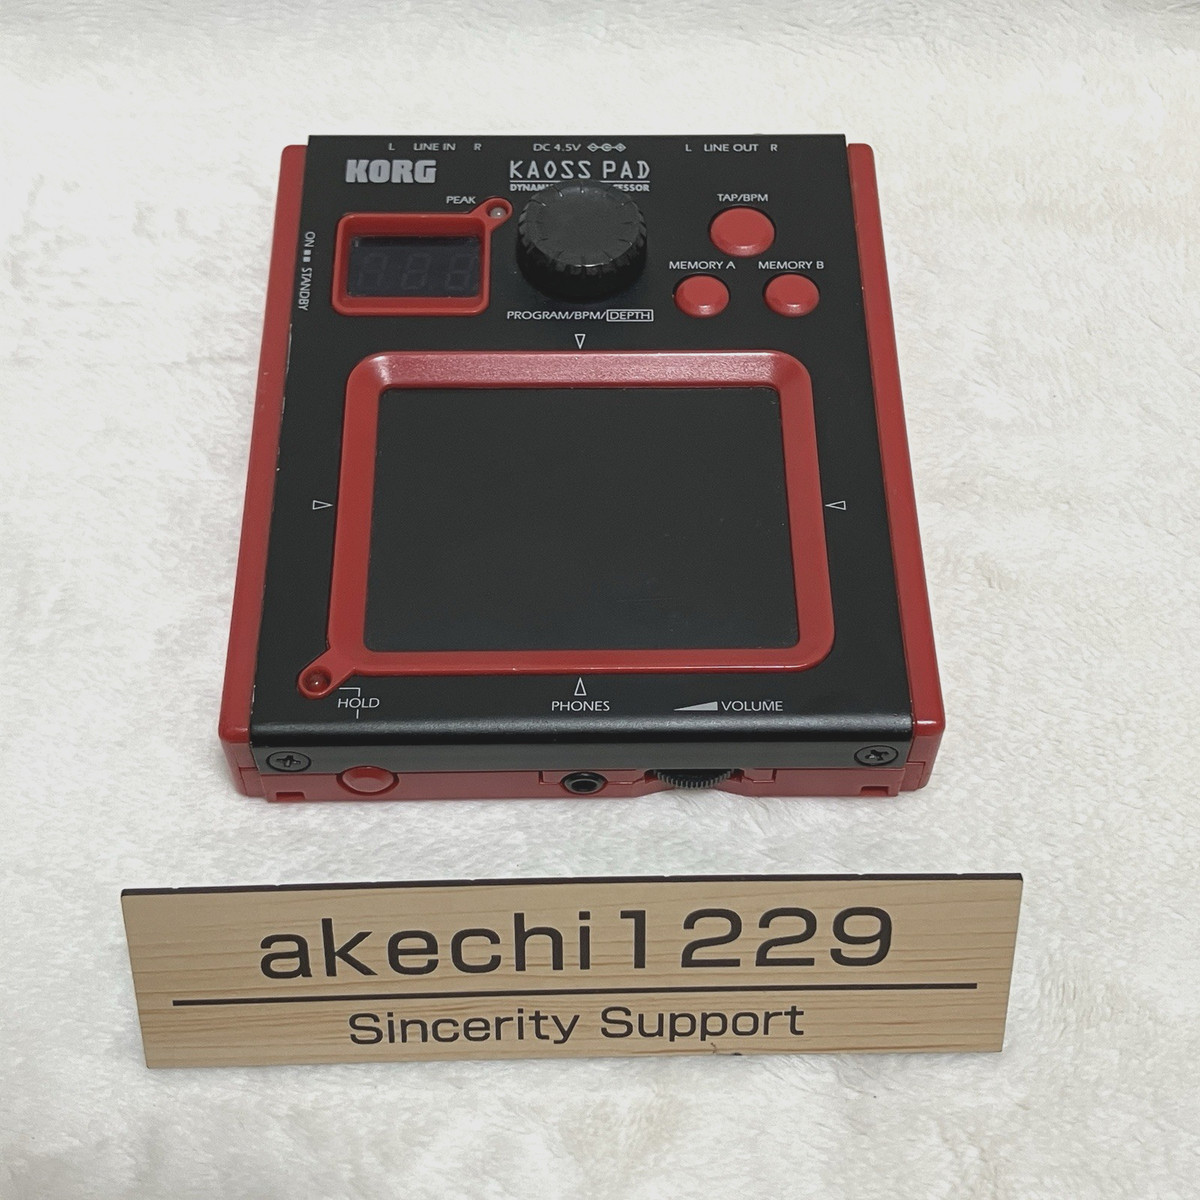 L LINE IN R DC 4.5V L LINE OUT R
KORG KAOSS PAD
PEAK
TAP/BPM
MEMORY A MEMORY B
ON STANDBY
PROGRAM/BPM/DEPTH
HOLD PHONES VOLUME
akechi1229
Sincerity Support